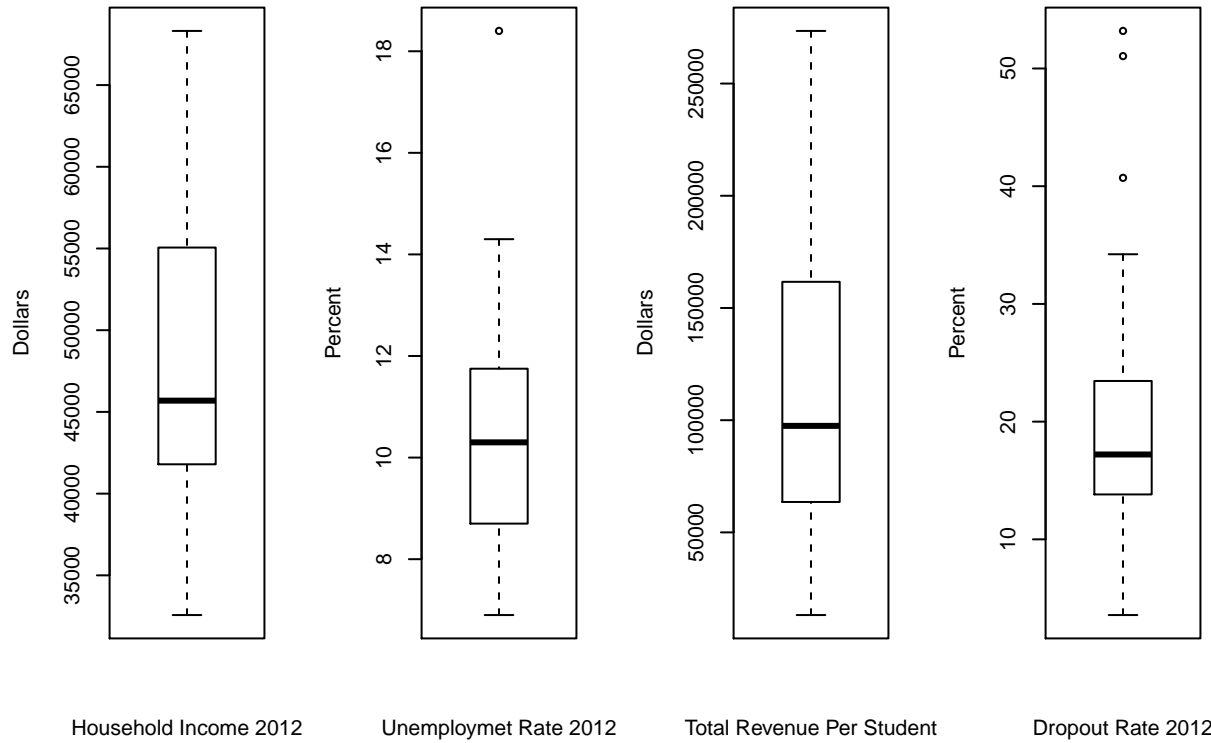 Dollars
35000
40000
45000
50000
55000
60000
65000
Household Income 2012
Percent
8
10
12
14
16
18
Unemploymet Rate 2012
Dollars
50000
100000
150000
200000
250000
Total Revenue Per Student
Percent
10
20
30
40
50
Dropout Rate 2012